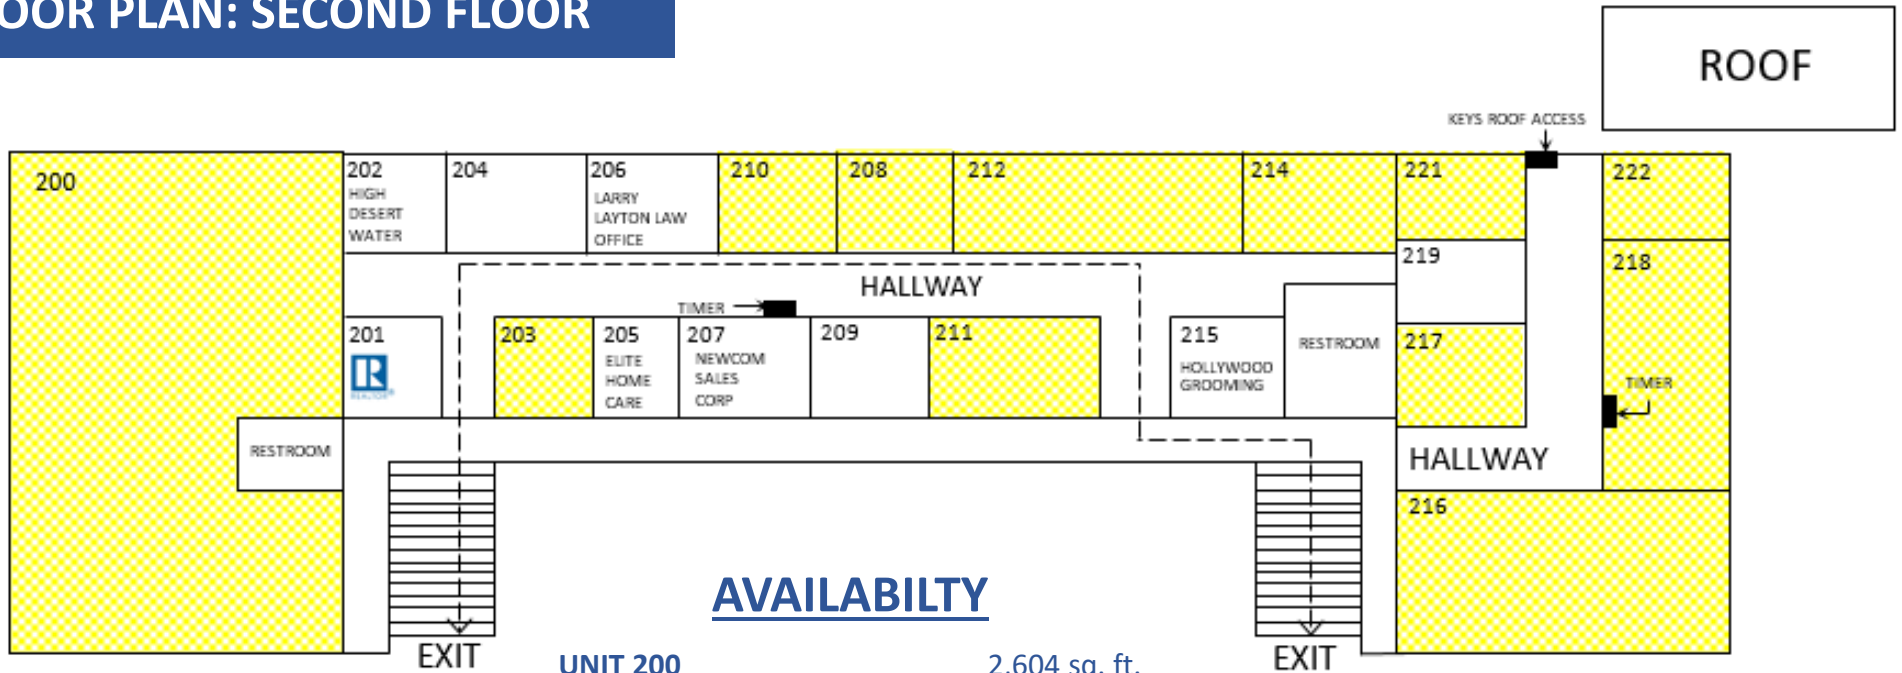 OOR PLAN: SECOND FLOOR
ROOF
KEYS ROOF ACCESS
200
202
HIGH
DESERT
WATER
204
206
LARRY
LAYTON LAW
OFFICE
210
208
212
214
221
222
219
218
HALLWAY
TIMER
201
REALTOR®
203
205
ELITE
HOME
CARE
207
NEWCOM
SALES
CORP
209
211
215
HOLLYWOOD
GROOMING
RESTROOM
217
TIMER
RESTROOM
HALLWAY
216
AVAILABILTY
EXIT
EXIT
UNIT 200 2,604 sq. ft.